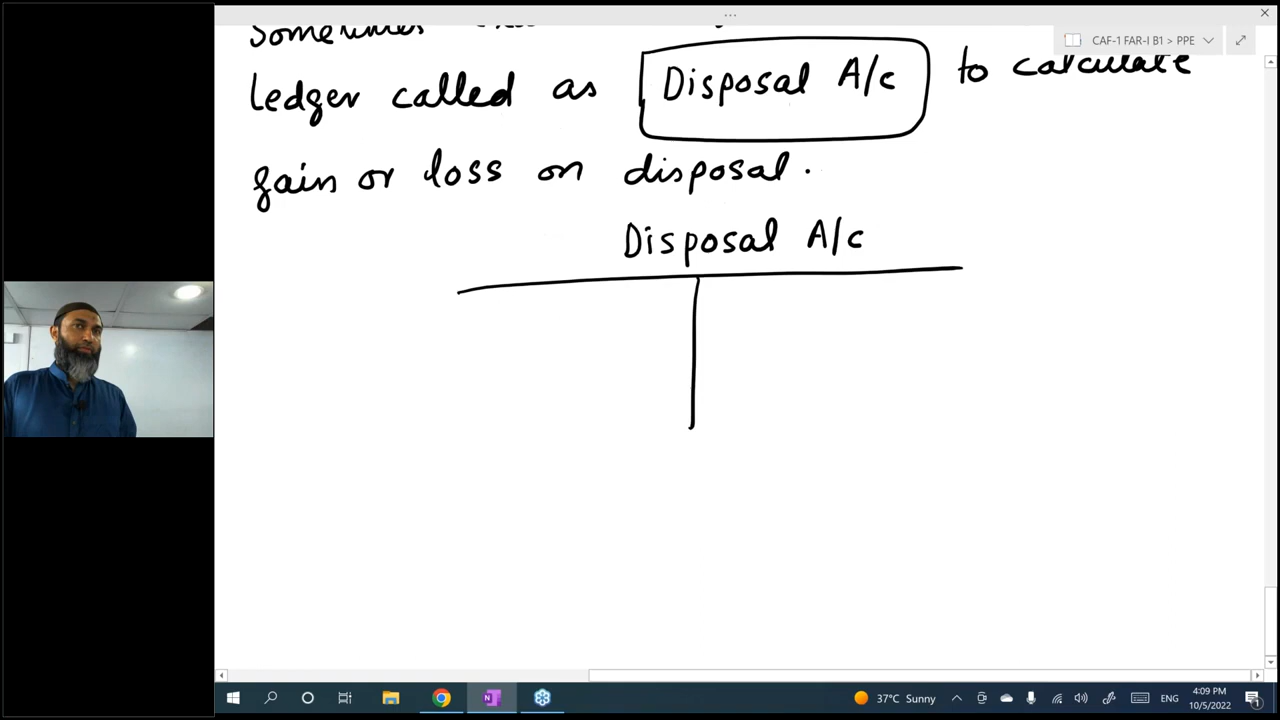 CAF-1 FAR-I B1 > PPE
Sometimes
Ledger called as Disposal A/c to calculate
gain or loss on disposal.
Disposal A/c
37°C Sunny
ENG
4:09 PM
10/5/2022